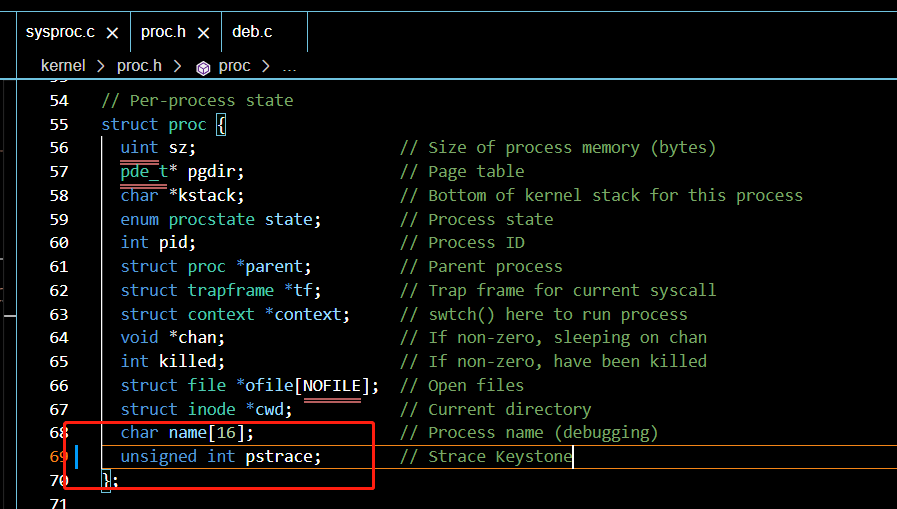 sysproc.c × proc.h × deb.c
kernel > proc.h > proc > ...
53
54 // Per-process state
55 struct proc {
56 uint sz; // Size of process memory (bytes)
57 pde_t* pgdir; // Page table
58 char *kstack; // Bottom of kernel stack for this process
59 enum procstate state; // Process state
60 int pid; // Process ID
61 struct proc *parent; // Parent process
62 struct trapframe *tf; // Trap frame for current syscall
63 struct context *context; // swtch() here to run process
64 void *chan; // If non-zero, sleeping on chan
65 int killed; // If non-zero, have been killed
66 struct file *ofile[NOFILE]; // Open files
67 struct inode *cwd; // Current directory
68 char name[16]; // Process name (debugging)
69 unsigned int pstrace; // Strace Keystone
70 };
71